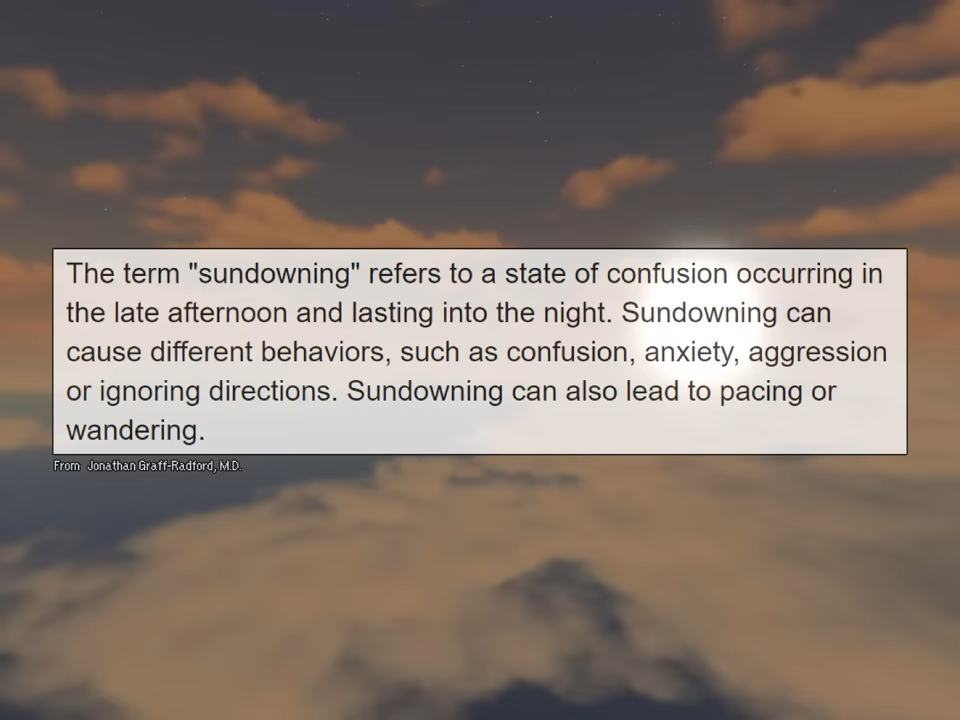 The term "sundowning" refers to a state of confusion occurring in
the late afternoon and lasting into the night. Sundowning can
cause different behaviors, such as confusion, anxiety, aggression
or ignoring directions. Sundowning can also lead to pacing or
wandering.
From Jonathan Graff-Radford, M.D.